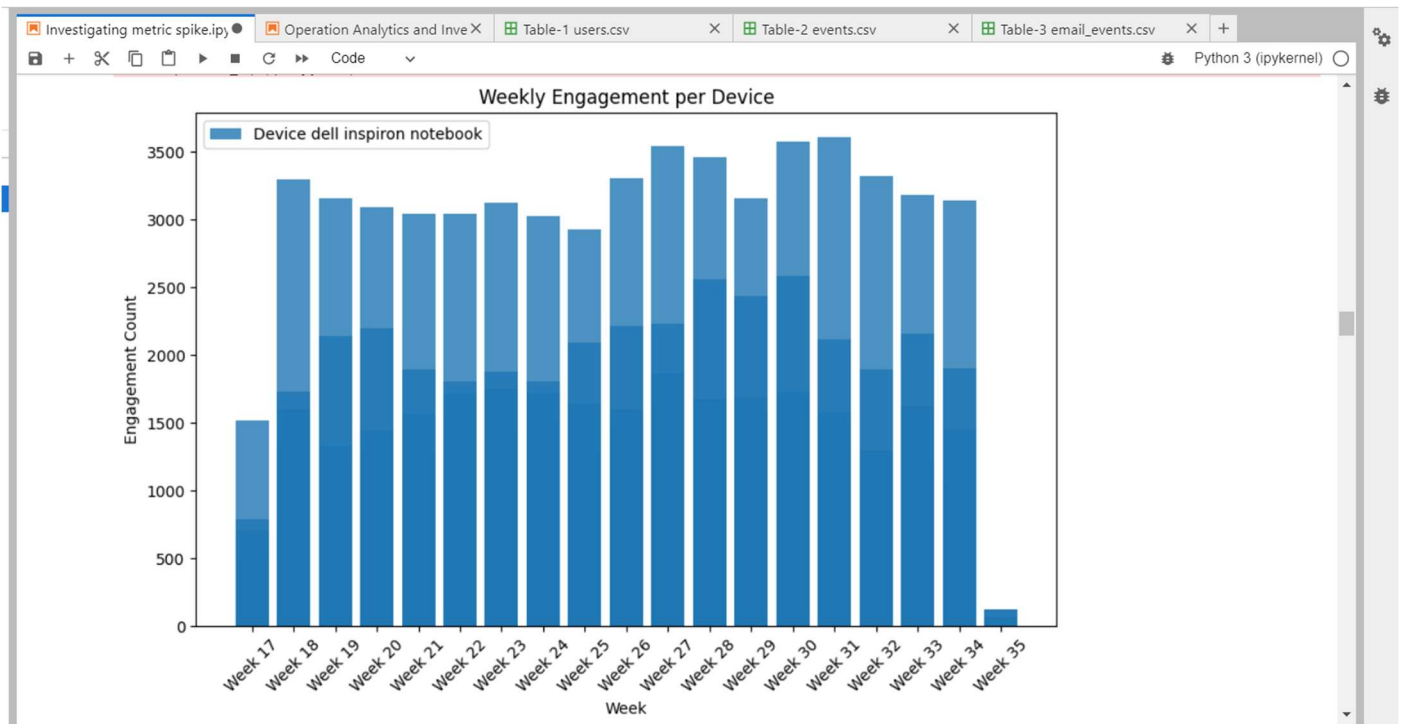 Investigating metric spike.ipy
Operation Analytics and Inve
Table-1 users.csv
Table-2 events.csv
Table-3 email_events.csv
Code
Python 3 (ipykernel)
Weekly Engagement per Device
Device dell inspiron notebook
3500
3000
2500
2000
1500
1000
500
0
Engagement Count
Week 17
Week 18
Week 19
Week 20
Week 21
Week 22
Week 23
Week 24
Week 25
Week 26
Week 27
Week 28
Week 29
Week 30
Week 31
Week 32
Week 33
Week 34
Week 35
Week